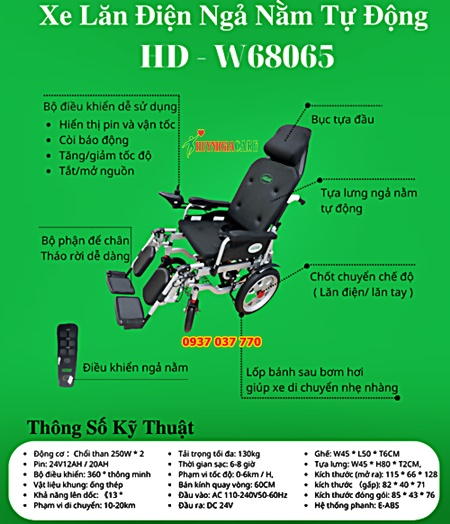 Xe Lăn Điện Ngả Nằm Tự Động
HD - W68065
Bộ điều khiển dễ sử dụng
• Hiển thị pin và vận tốc
• Còi báo động
• Tăng/giảm tốc độ
• Tắt/mở nguồn
HUYNHGIACARE
Bục tựa đầu
Tựa lưng ngả nằm
tự động
Bộ phận để chân
Tháo rời dễ dàng
Chốt chuyển chế độ
( Lăn điện/ lăn tay )
0937 037 770
Điều khiển ngả nằm
Lốp bánh sau bơm hơi
giúp xe di chuyển nhẹ nhàng
Thông Số Kỹ Thuật
• Động cơ : Chổi than 250W * 2
• Pin: 24V12AH / 20AH
• Bộ điều khiển: 360 * thông minh
• Vật liệu khung: ống thép
• Khả năng lên dốc: ≤13 °
• Phạm vi di chuyển: 10-20km
• Tải trọng tối đa: 130kg
• Thời gian sạc: 6-8 giờ
• Phạm vi tốc độ: 0-6km / H,
• Bán kính quay vòng: 60CM
• Đầu vào: AC 110-240V50-60Hz
• Đầu ra: DC 24V
• Ghế: W45 * L50 * T6CM
• Tựa lưng: W45 * H80 * T2CM,
• Kích thước (mở ra): 115 * 66 * 128
• kích thước (gấp): 82 * 40 * 71
• Kích thước đóng gói: 85 * 43 * 76
• Hệ thống phanh: E-ABS